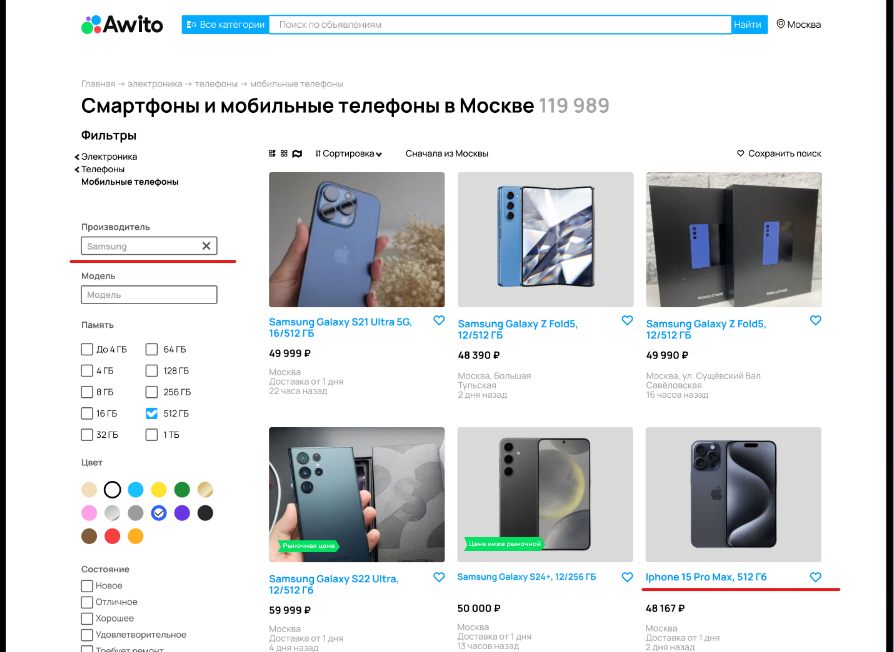 Awito
Все категории
Поиск по объявлениям
Найти
Москва
Главная → электроника → телефоны → мобильные телефоны
Смартфоны и мобильные телефоны в Москве 119 989
Фильтры
Электроника
Телефоны
Мобильные телефоны
Сортировка
Сначала из Москвы
Сохранить поиск
Производитель
Samsung
Модель
Модель
Память
До 4 ГБ
64 ГБ
4 ГБ
128 ГБ
8 ГБ
256 ГБ
16 ГБ
512 ГБ
32 ГБ
1 ТБ
Цвет
Состояние
Новое
Отличное
Хорошее
Удовлетворительное
Требует ремонт
Samsung Galaxy S21 Ultra 5G,
16/512 ГБ
49 999 ₽
Москва
Доставка от 1 дня
22 часа назад
Samsung Galaxy Z Fold5,
12/512 ГБ
48 390 ₽
Москва, Большая
Тульская
2 дня назад
Samsung Galaxy Z Fold5,
12/512 ГБ
49 990 ₽
Москва, ул. Сущёвский Вал
Савёловская
16 часов назад
Рыночная цена
Samsung Galaxy S22 Ultra,
12/512 Гб
59 999 ₽
Москва
Доставка от 1 дня
4 дня назад
Цена ниже рыночной
Samsung Galaxy S24+, 12/256 ГБ
50 000 ₽
Москва
Доставка от 1 дня
13 часов назад
Iphone 15 Pro Max, 512 Гб
48 167 ₽
Москва
Доставка от 1 дня
2 дня назад